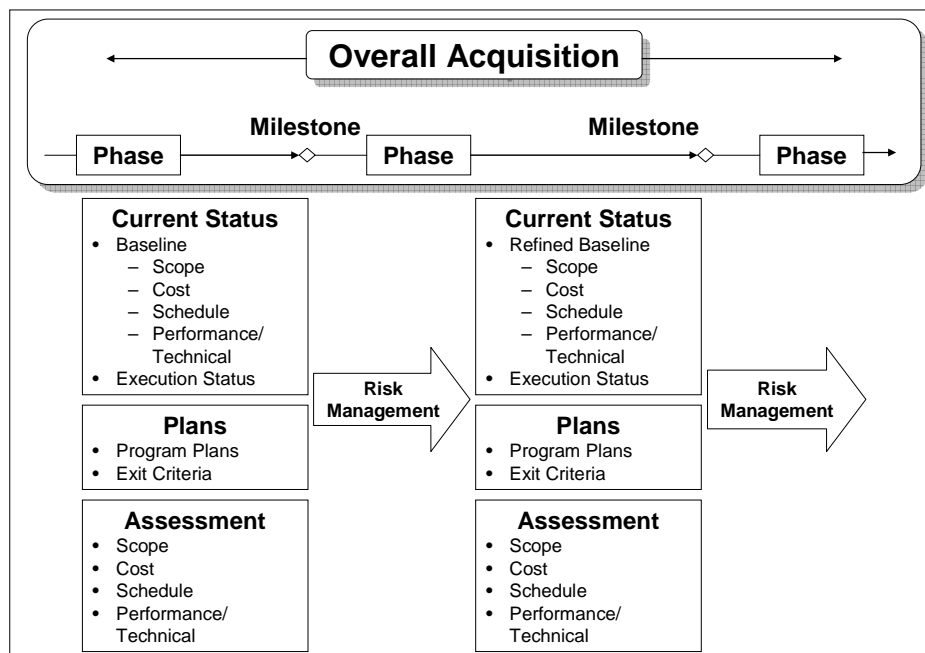 Overall Acquisition
Milestone
Milestone
Phase
Phase
Phase
Current Status
• Baseline
– Scope
– Cost
– Schedule
– Performance/
Technical
• Execution Status
Plans
• Program Plans
• Exit Criteria
Assessment
• Scope
• Cost
• Schedule
• Performance/
Technical
Risk
Management
Current Status
• Refined Baseline
– Scope
– Cost
– Schedule
– Performance/
Technical
• Execution Status
Plans
• Program Plans
• Exit Criteria
Assessment
• Scope
• Cost
• Schedule
• Performance/
Technical
Risk
Management